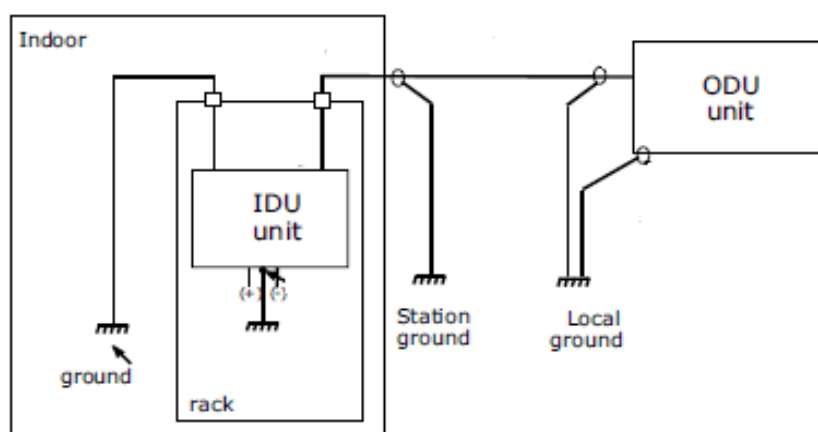 Indoor
ODU
unit
IDU
unit
(+) (-)
Station
ground
Local
ground
ground
rack